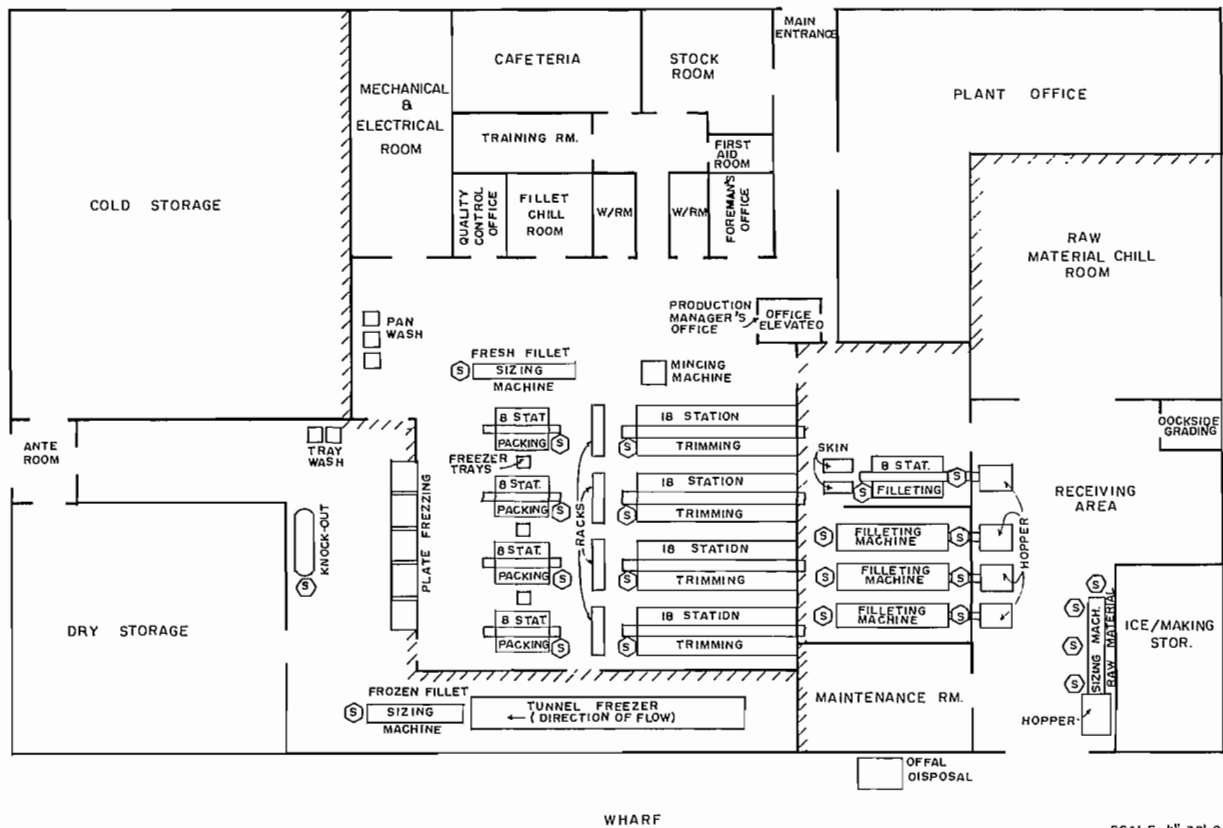 MAIN
ENTRANCE
CAFETERIA
STOCK
ROOM
MECHANICAL
&
ELECTRICAL
ROOM
PLANT OFFICE
TRAINING RM.
FIRST
AID
ROOM
COLD STORAGE
QUALITY
CONTROL
OFFICE
FILLET
CHILL
ROOM
W/RM
W/RM
FOREMAN'S
OFFICE
RAW
MATERIAL CHILL
ROOM
PAN
WASH
PRODUCTION
MANAGER'S
OFFICE
OFFICE
ELEVATED
FRESH FILLET
S
SIZING
MACHINE
MINCING
MACHINE
ANTE
ROOM
TRAY
WASH
8 STAT
PACKING
S
FREEZER
TRAYS
8 STAT.
PACKING
S
8 STAT.
PACKING
S
8 STAT
PACKING
S
RACKS
18 STATION
S
TRIMMING
18 STATION
S
TRIMMING
18 STATION
S
TRIMMING
18 STATION
S
TRIMMING
SKIN
8 STAT.
S
S
FILLETING
S
FILLETING
MACHINE
S
S
FILLETING
MACHINE
S
S
FILLETING
MACHINE
S
HOPPER
DOCKSIDE
GRADING
RECEIVING
AREA
KNOCK-OUT
S
PLATE FREEZING
DRY STORAGE
S
S
S
S
SIZING MACH.
RAW MATERIAL
HOPPER
ICE/MAKING
STOR.
MAINTENANCE RM.
FROZEN FILLET
S
SIZING
MACHINE
TUNNEL FREEZER
← (DIRECTION OF FLOW)
OFFAL
DISPOSAL
WHARF